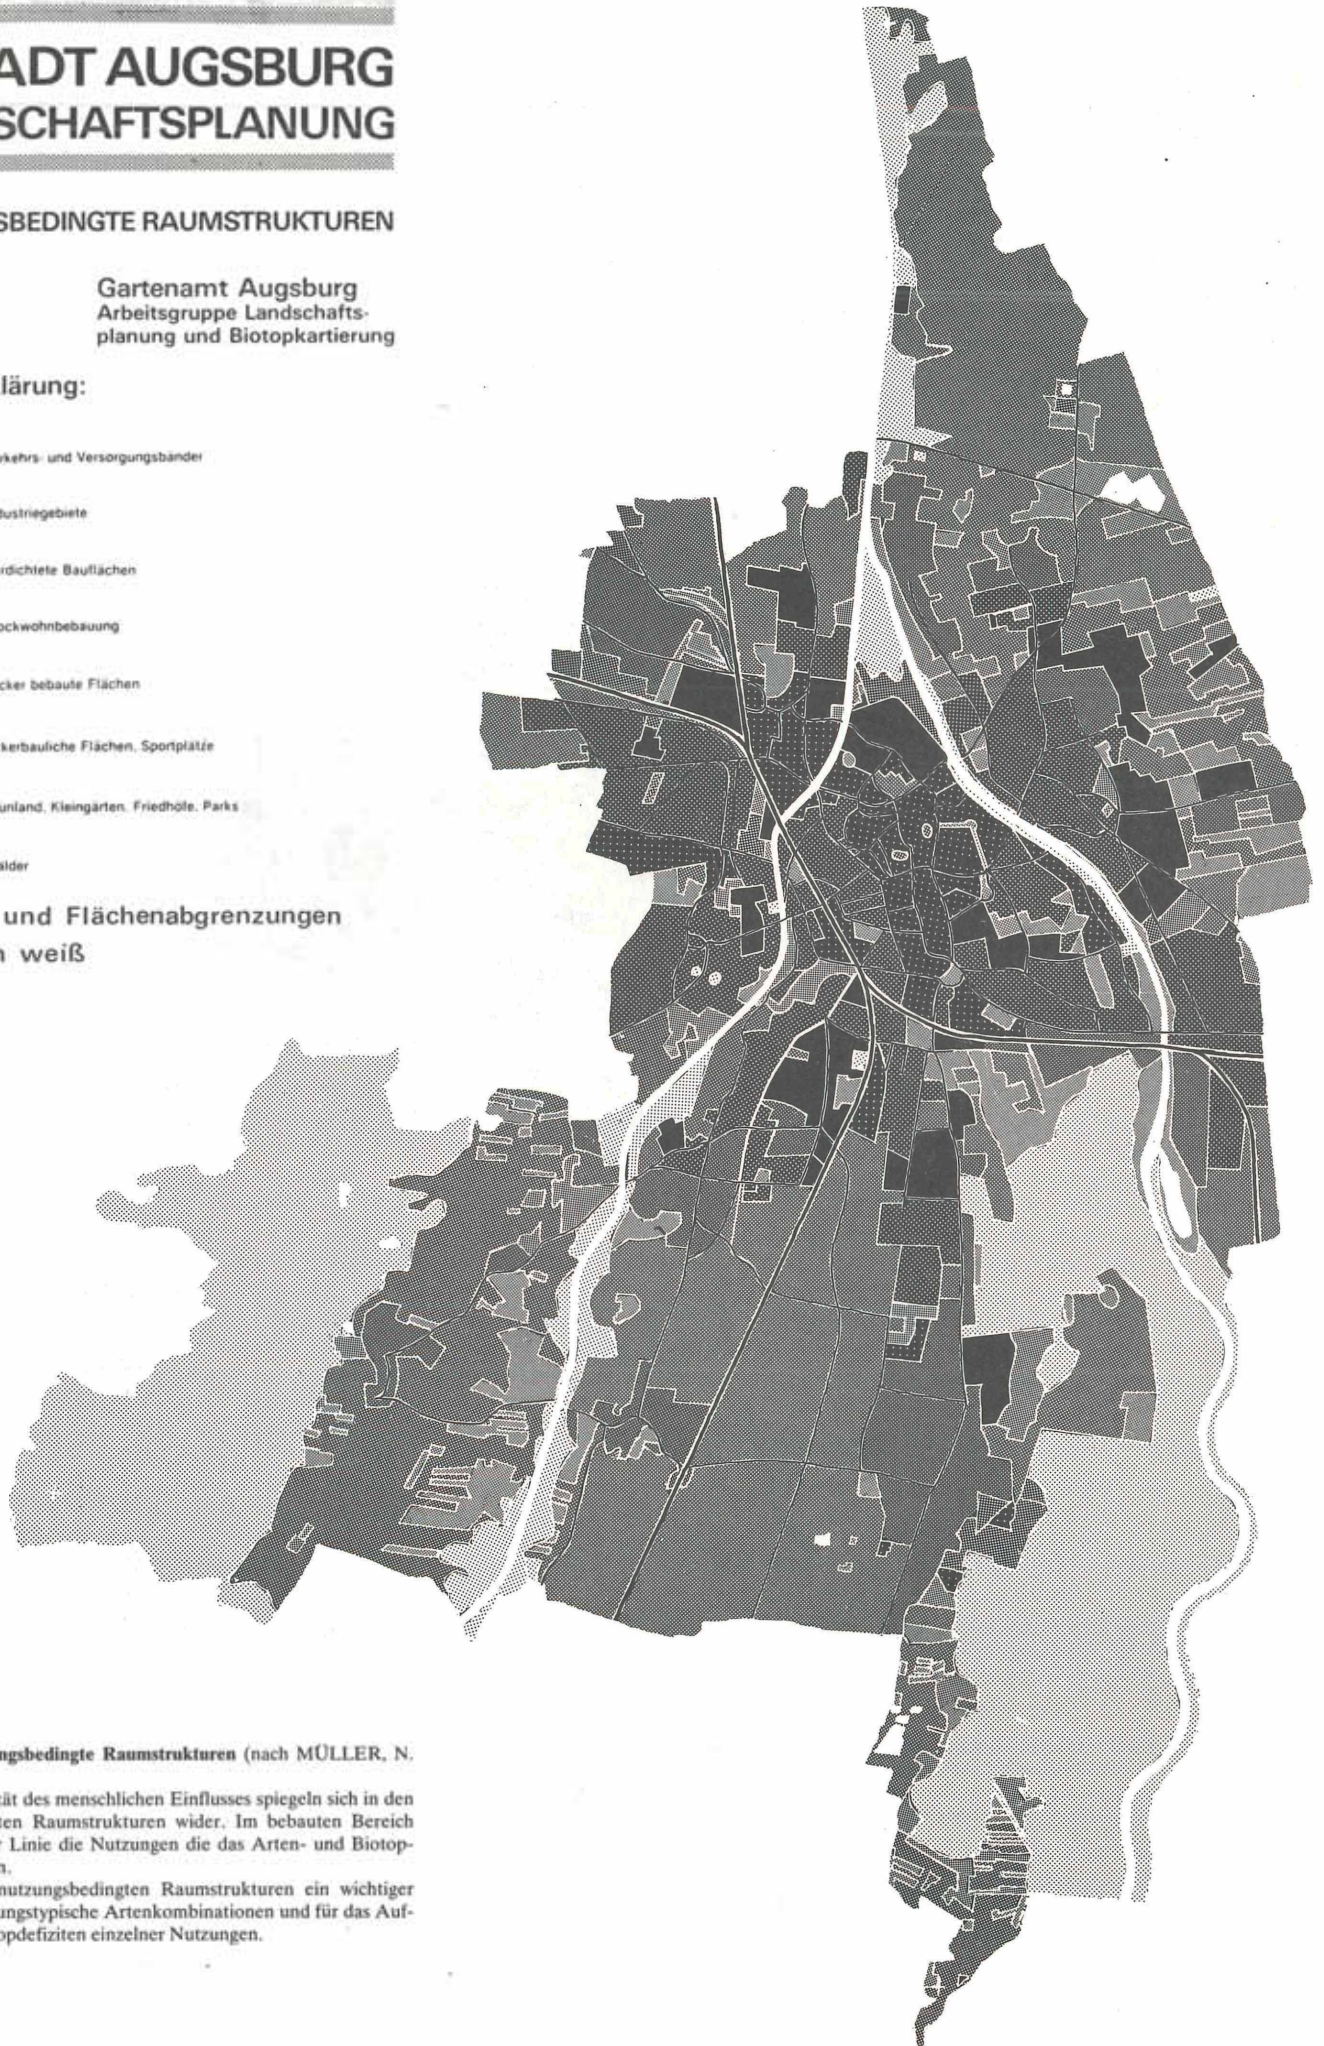 ADT AUGSBURG
SCHAFTSPLANUNG
SBEDINGTE RAUMSTRUKTUREN
Gartenamt Augsburg
Arbeitsgruppe Landschafts-
planung und Biotopkartierung
lärung:
rkehrs- und Versorgungsbänder
dustriegebiete
rdichtete Bauflächen
ockwohnbebauung
cker bebaute Flächen
kerbauliche Flächen, Sportplätze
unland, Kleingärten, Friedhöfe, Parks
älder
und Flächenabgrenzungen
n weiß
ngsbedingte Raumstrukturen (nach MÜLLER, N.
ät des menschlichen Einflusses spiegeln sich in den
ten Raumstrukturen wider. Im bebauten Bereich
r Linie die Nutzungen die das Arten- und Biotop-
n.
nutzungsbedingten Raumstrukturen ein wichtiger
ungstypische Artenkombinationen und für das Auf-
opdefiziten einzelner Nutzungen.